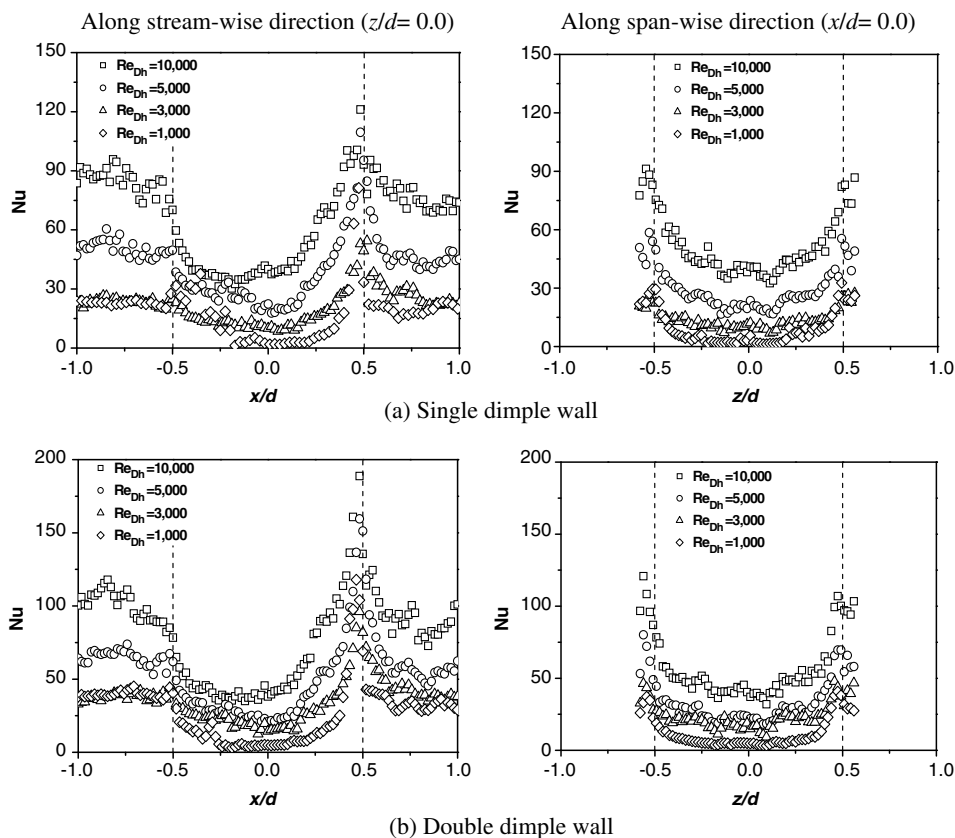 Along stream-wise direction (z/d= 0.0)
Along span-wise direction (x/d= 0.0)
150
120
90
60
30
0
Nu
Re_Dh=10,000
Re_Dh=5,000
Re_Dh=3,000
Re_Dh=1,000
-1.0 -0.5 0.0 0.5 1.0
x/d
150
120
90
60
30
0
Nu
Re_Dh=10,000
Re_Dh=5,000
Re_Dh=3,000
Re_Dh=1,000
-1.0 -0.5 0.0 0.5 1.0
z/d
(a) Single dimple wall
200
150
100
50
0
Nu
Re_Dh=10,000
Re_Dh=5,000
Re_Dh=3,000
Re_Dh=1,000
-1.0 -0.5 0.0 0.5 1.0
x/d
200
150
100
50
0
Nu
Re_Dh=10,000
Re_Dh=5,000
Re_Dh=3,000
Re_Dh=1,000
-1.0 -0.5 0.0 0.5 1.0
z/d
(b) Double dimple wall